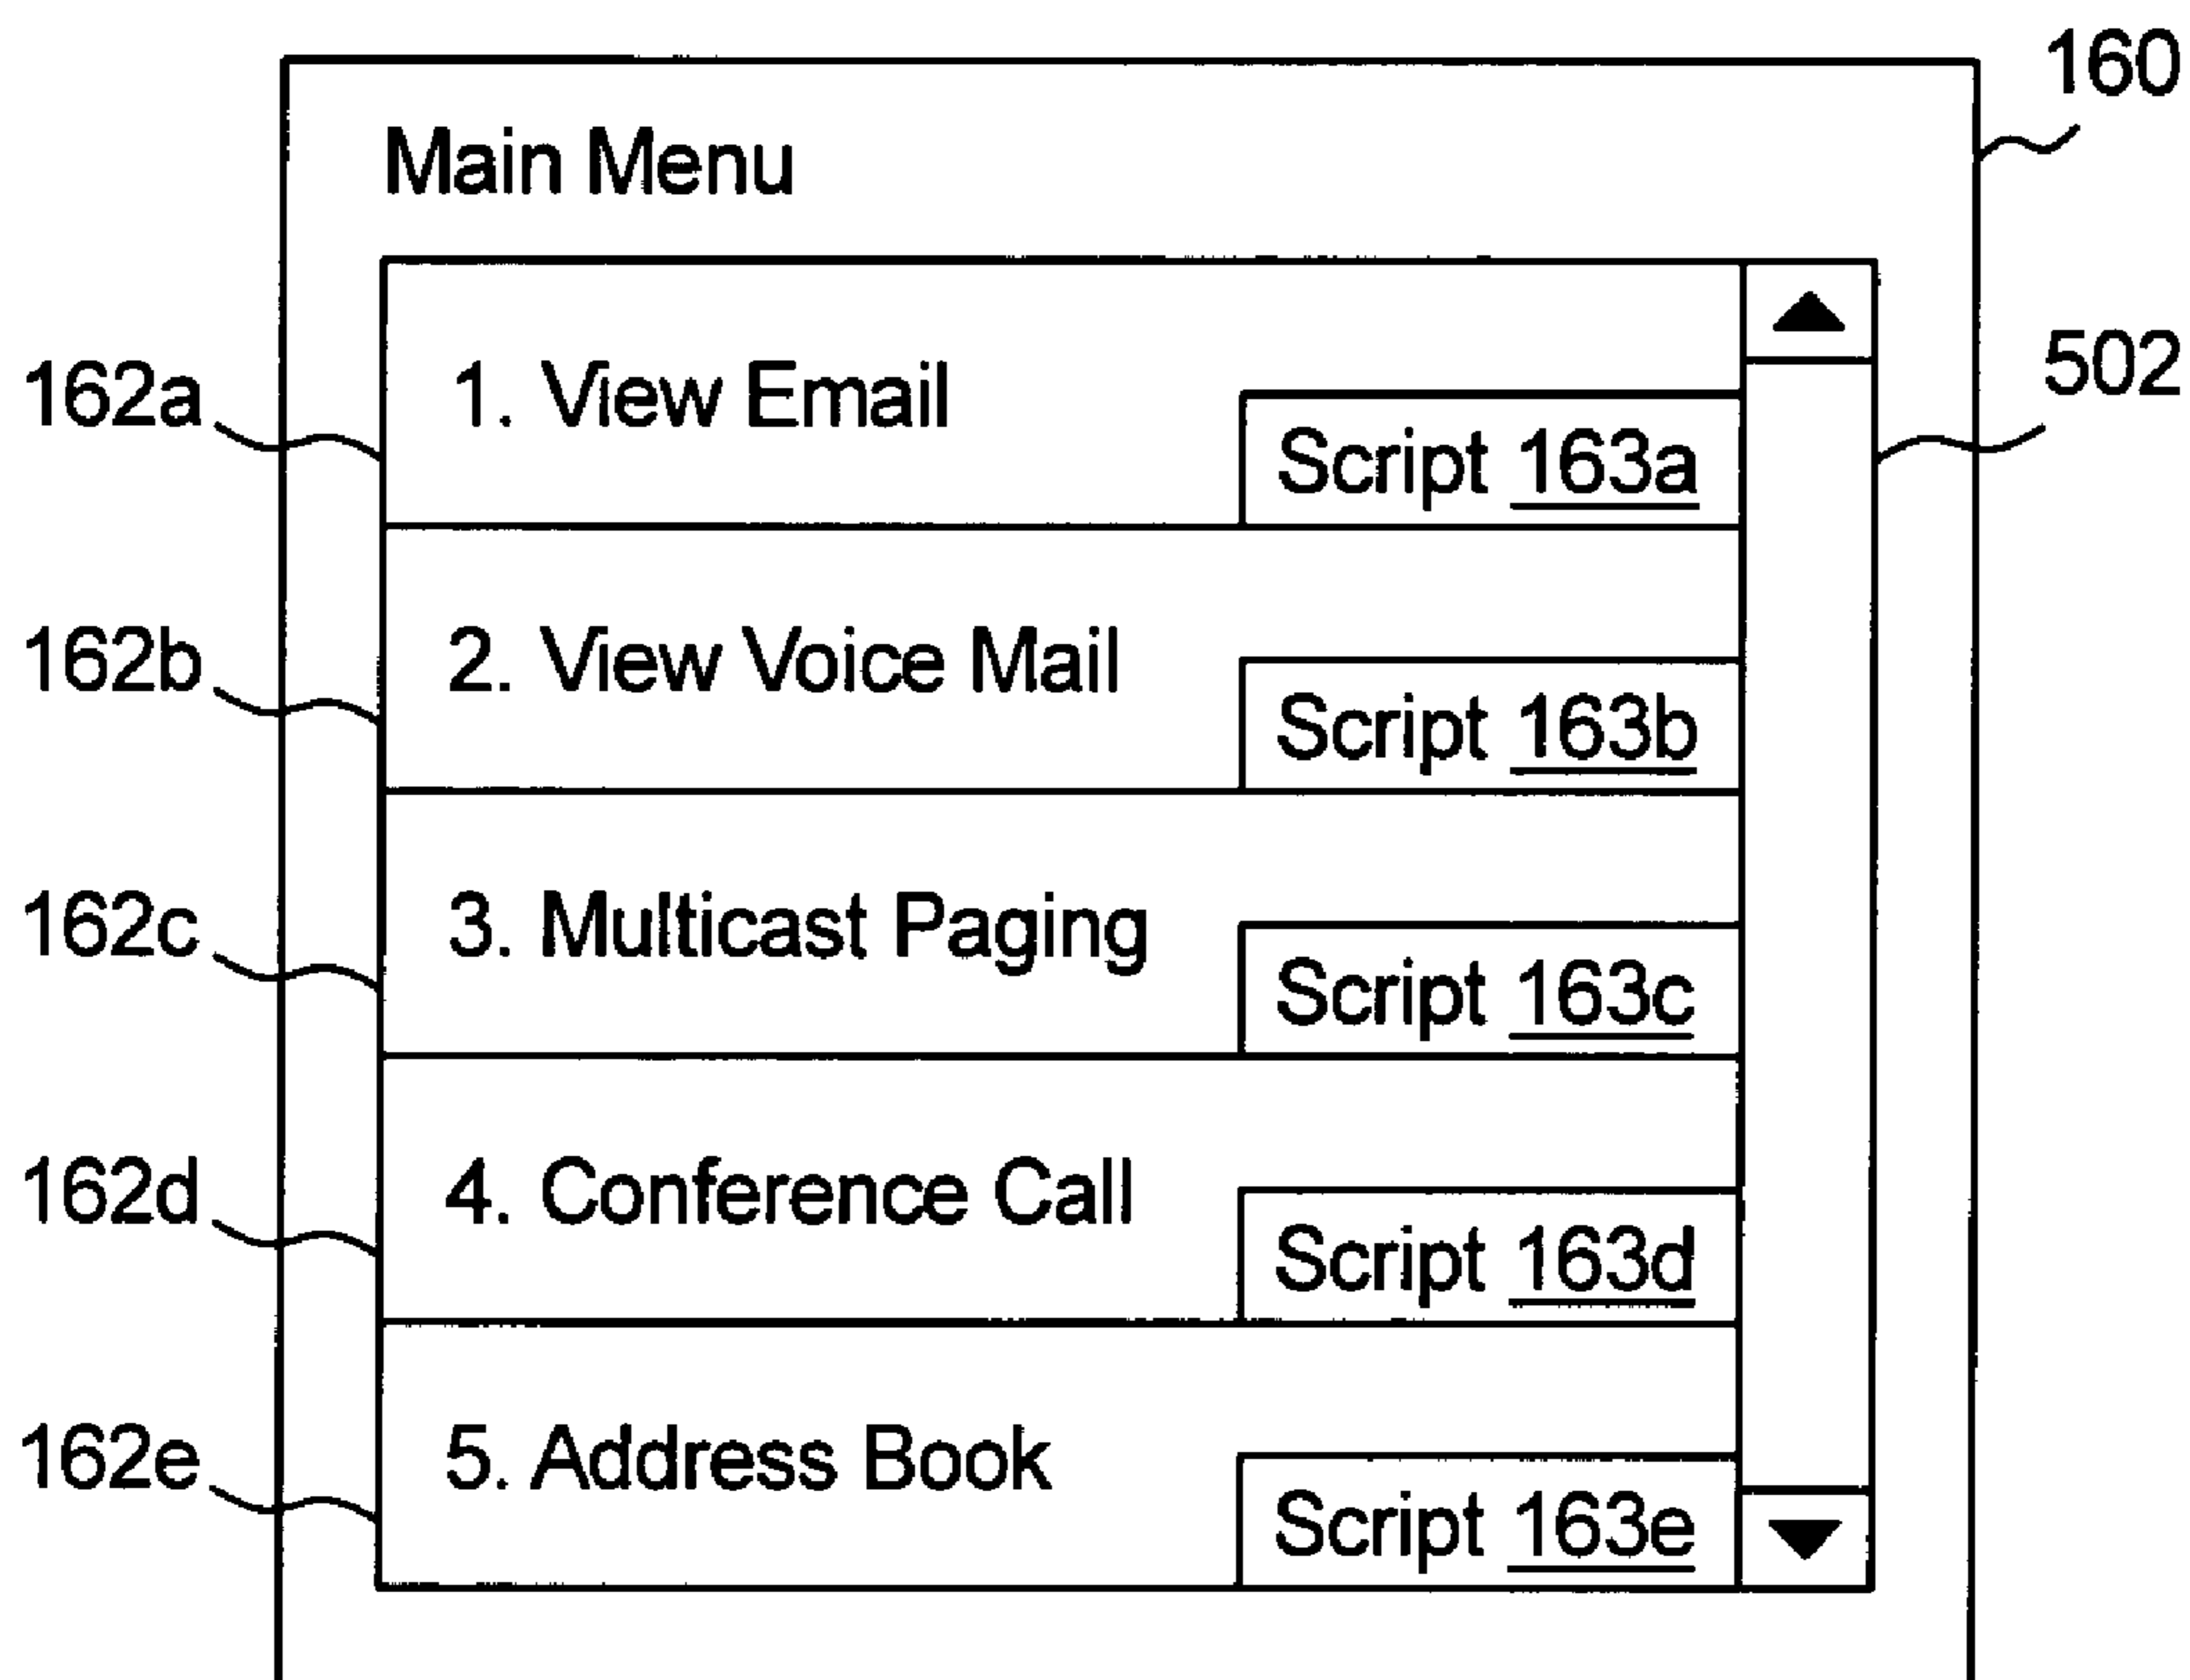 160
Main Menu
502
162a
1. View Email
Script 163a
162b
2. View Voice Mail
Script 163b
162c
3. Multicast Paging
Script 163c
162d
4. Conference Call
Script 163d
162e
5. Address Book
Script 163e